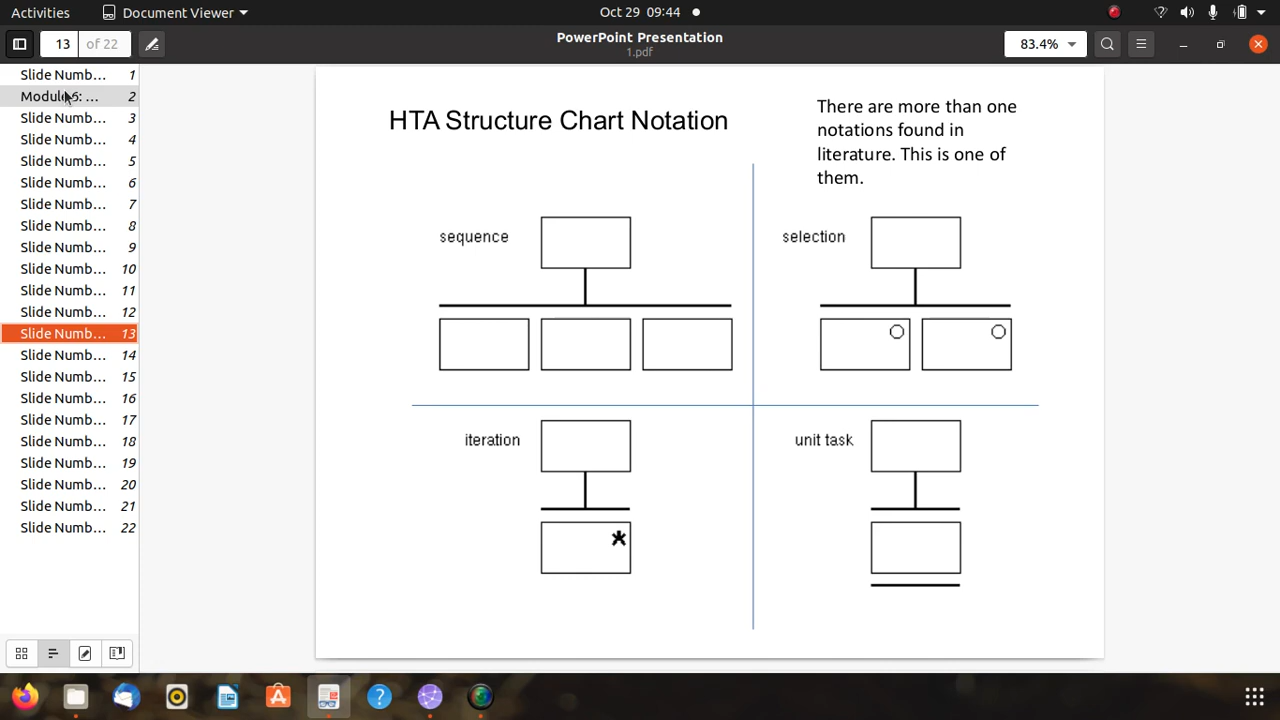 Activities
Document Viewer
Oct 29 09:44
13 of 22
PowerPoint Presentation
1.pdf
83.4%
Slide Numb... 1
Module 5: ... 2
Slide Numb... 3
Slide Numb... 4
Slide Numb... 5
Slide Numb... 6
Slide Numb... 7
Slide Numb... 8
Slide Numb... 9
Slide Numb... 10
Slide Numb... 11
Slide Numb... 12
Slide Numb... 13
Slide Numb... 14
Slide Numb... 15
Slide Numb... 16
Slide Numb... 17
Slide Numb... 18
Slide Numb... 19
Slide Numb... 20
Slide Numb... 21
Slide Numb... 22
HTA Structure Chart Notation
There are more than one
notations found in
literature. This is one of
them.
sequence
selection
iteration
unit task